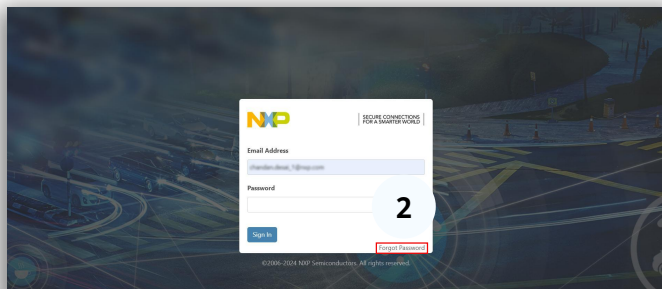 NXP
SECURE CONNECTIONS
FOR A SMARTER WORLD
Email Address
Password
2
Sign In
Forgot Password
©2006-2024 NXP Semiconductors. All rights reserved.